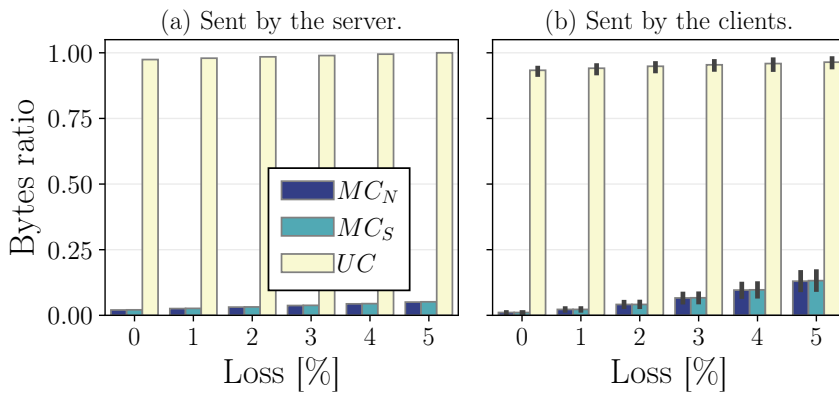 (a) Sent by the server.
(b) Sent by the clients.
Bytes ratio
1.00
0.75
0.50
0.25
0.00
MC_N
MC_S
UC
0 1 2 3 4 5
0 1 2 3 4 5
Loss [%]
Loss [%]